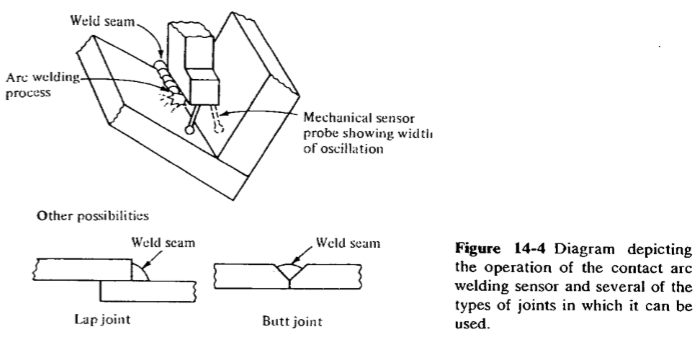 Weld seam
Arc welding
process
Mechanical sensor
probe showing width
of oscillation
Other possibilities
Weld seam
Weld seam
Lap joint
Butt joint
Figure 14-4 Diagram depicting
the operation of the contact arc
welding sensor and several of the
types of joints in which it can be
used.